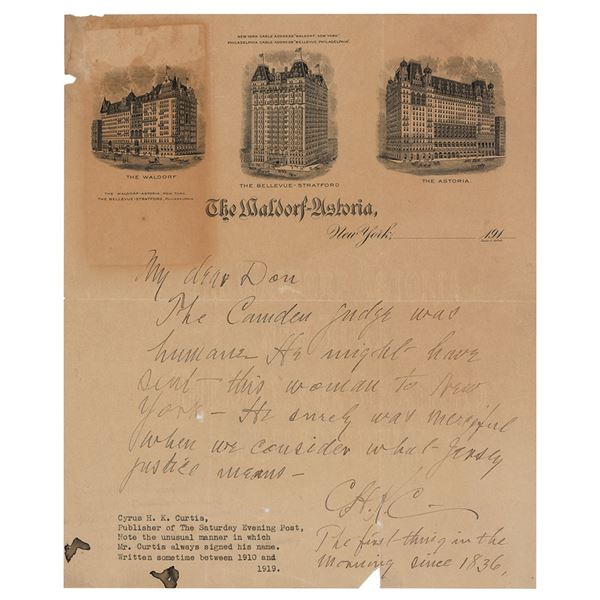 NEW YORK CABLE ADDRESS "WALDORF, NEW YORK"
PHILADELPHIA CABLE ADDRESS "BELLEVUE, PHILADELPHIA"
THE WALDORF
THE WALDORF-ASTORIA, NEW YORK.
THE BELLEVUE-STRATFORD, PHILADELPHIA
THE BELLEVUE-STRATFORD
THE ASTORIA.
The Waldorf-Astoria,
New York, 191
My dear Don
The Camden judge was
humane - He might have
sent this woman to New
York - He surely was merciful
when we consider what Jersey
justice means -
CHKC
The first thing in the
morning since 1836,
Cyrus H. K. Curtis,
Publisher of The Saturday Evening Post,
Note the unusual manner in which
Mr. Curtis always signed his name.
Written sometime between 1910 and
1919.